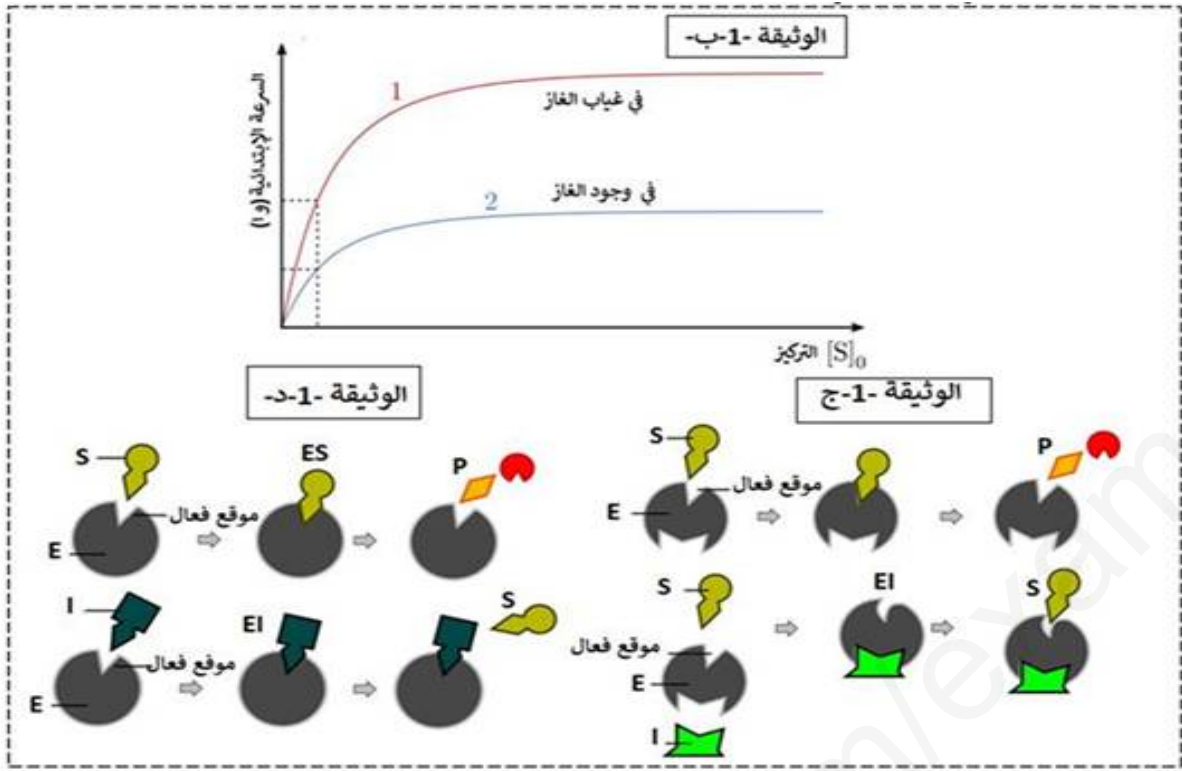 الوثيقة -1-ب-
السرعة الإبتدائية (و ا)
1
في غياب الغاز
2
في وجود الغاز
التركيز [S]₀
الوثيقة -1-ج
S
موقع فعال
E
P
S
موقع فعال
E
I
EI
S
الوثيقة -1-د-
S
موقع فعال
E
ES
P
I
موقع فعال
E
EI
S
m/exam